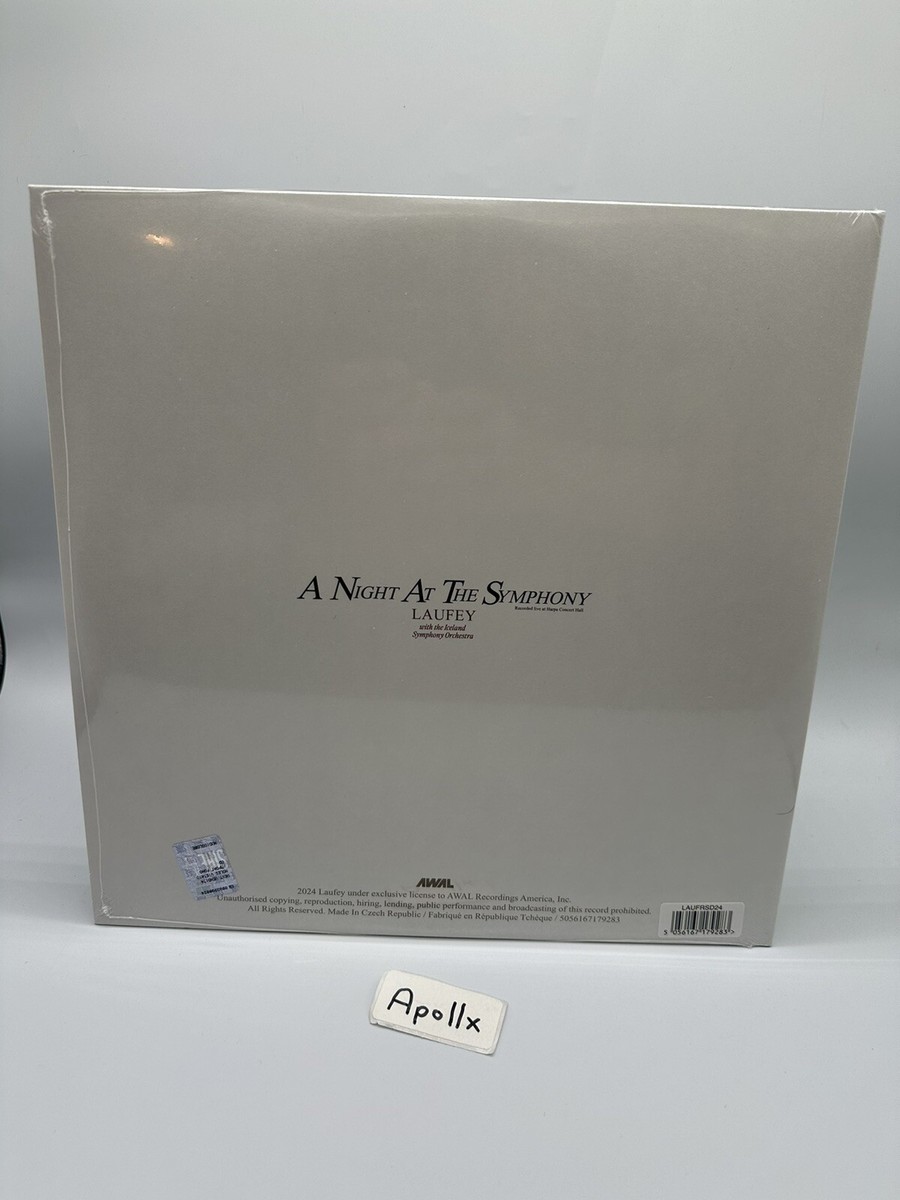 A NIGHT AT THE SYMPHONY
Recorded live at Harpa Concert Hall
LAUFEY
with the Iceland
Symphony Orchestra
AWAL
2024 Laufey under exclusive license to AWAL Recordings America, Inc.
Unauthorised copying, reproduction, hiring, lending, public performance and broadcasting of this record prohibited.
All Rights Reserved. Made In Czech Republic / Fabriqué en République Tchéque / 5056167179283
LAUFRSD24
5 056167 179283 >
Apollx